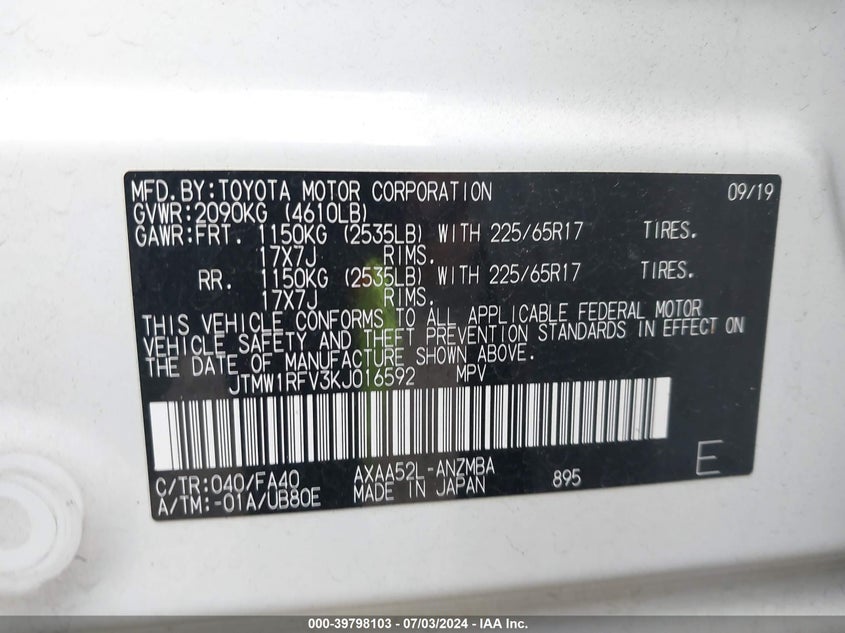 MFD.BY:TOYOTA MOTOR CORPORATION 09/19
GVWR:2090KG (4610LB)
GAWR:FRT. 1150KG (2535LB) WITH 225/65R17 TIRES.
17X7J RIMS.
RR. 1150KG (2535LB) WITH 225/65R17 TIRES.
17X7J RIMS.
THIS VEHICLE CONFORMS TO ALL APPLICABLE FEDERAL MOTOR
VEHICLE SAFETY AND THEFT PREVENTION STANDARDS IN EFFECT ON
THE DATE OF MANUFACTURE SHOWN ABOVE.
JTMW1RFV3KJ016592 MPV
C/TR:040/FA40 AXAA52L-ANZMBA 895 E
A/TM:-01A/UB80E MADE IN JAPAN
000-39798103 - 07/03/2024 - IAA Inc.